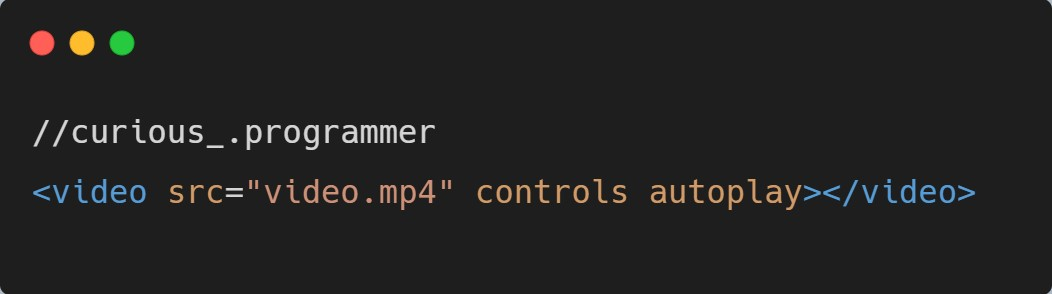 //curious_.programmer
<video src="video.mp4" controls autoplay></video>